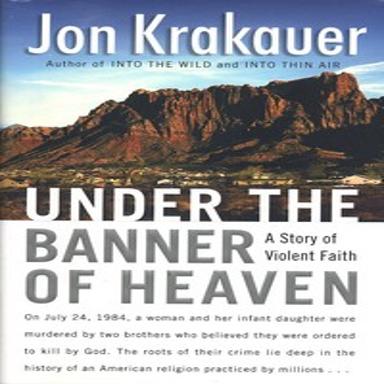 Jon Krakauer
Author of INTO THE WILD and INTO THIN AIR
UNDER THE
BANNER
OF HEAVEN
A Story of
Violent Faith
On July 24, 1984, a woman and her infant daughter were
murdered by two brothers who believed they were ordered
to kill by God. The roots of their crime lie deep in the
history of an American religion practiced by millions . . .